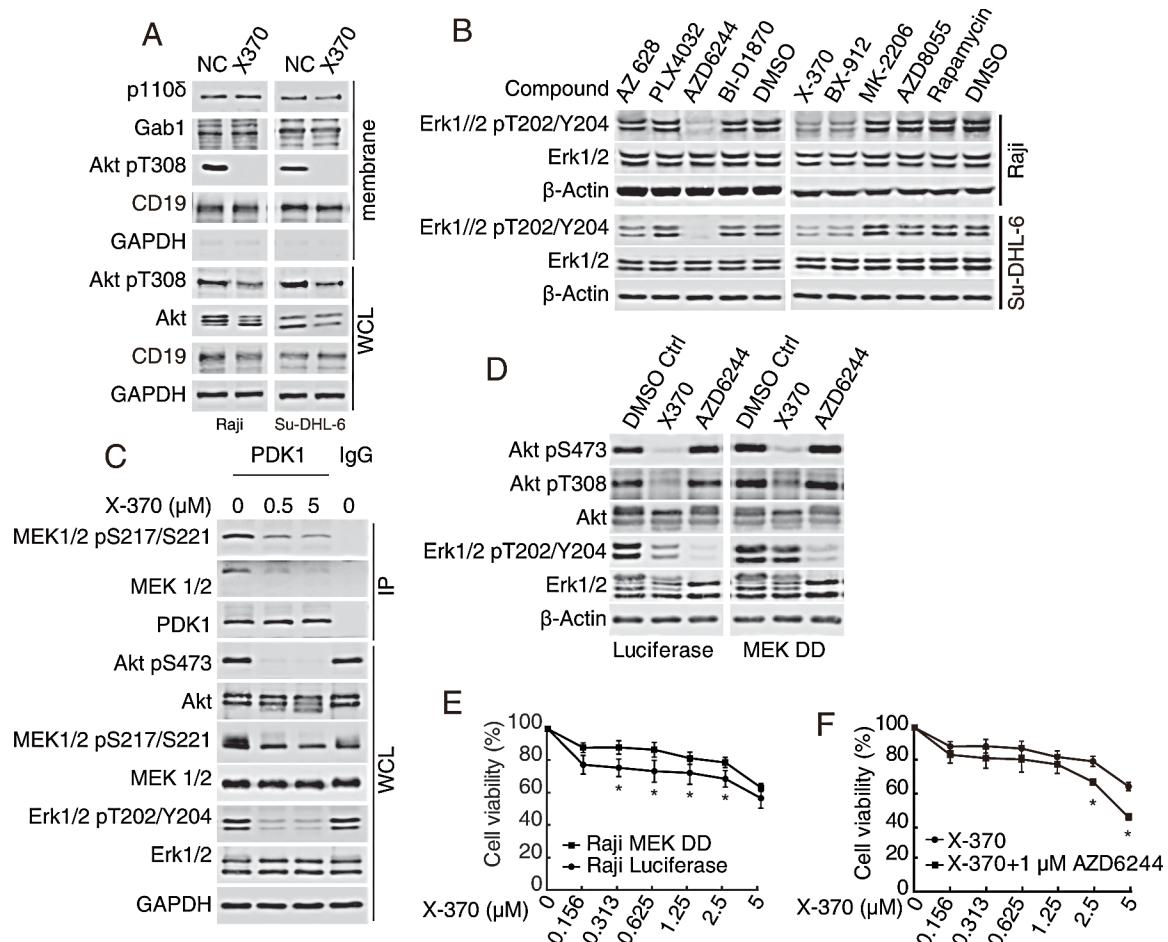 A
NC X370 NC X370
p110δ
Gab1
Akt pT308
CD19
GAPDH
membrane
Akt pT308
Akt
CD19
GAPDH
WCL
Raji Su-DHL-6
B
Compound AZ 628 PLX4032 AZD6244 BI-D1870 DMSO X-370 BX-912 MK-2206 AZD8055 Rapamycin DMSO
Erk1//2 pT202/Y204
Erk1/2
β-Actin
Raji
Erk1//2 pT202/Y204
Erk1/2
β-Actin
Su-DHL-6
C
PDK1 IgG
X-370 (μM) 0 0.5 5 0
MEK1/2 pS217/S221
MEK 1/2
PDK1
IP
Akt pS473
Akt
MEK1/2 pS217/S221
MEK 1/2
Erk1/2 pT202/Y204
Erk1/2
GAPDH
WCL
D
DMSO Ctrl X370 AZD6244 DMSO Ctrl X370 AZD6244
Akt pS473
Akt pT308
Akt
Erk1/2 pT202/Y204
Erk1/2
β-Actin
Luciferase MEK DD
E
Cell viability (%)
100
80
60
40
20
0
* * * *
Raji MEK DD
Raji Luciferase
X-370 (μM) 0 0.156 0.313 0.625 1.25 2.5 5
F
Cell viability (%)
100
80
60
40
20
0
* *
X-370
X-370+1 μM AZD6244
X-370 (μM) 0 0.156 0.313 0.625 1.25 2.5 5